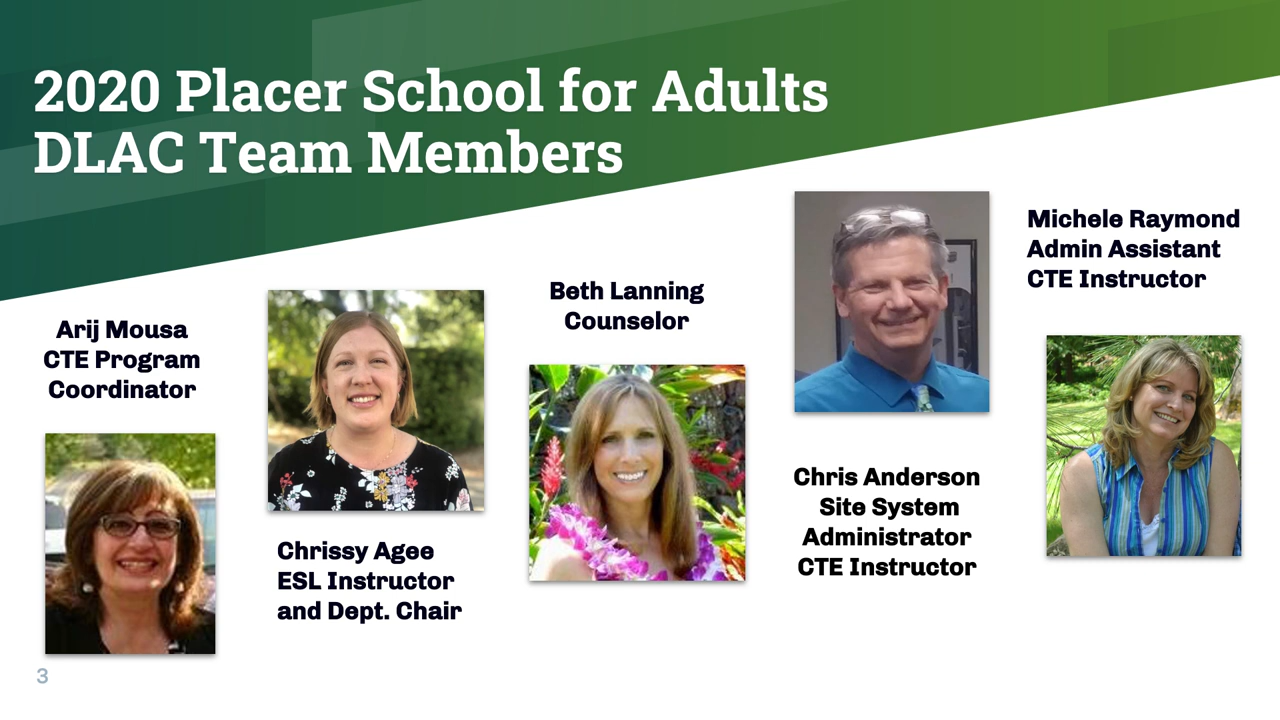 2020 Placer School for Adults
DLAC Team Members
Arij Mousa
CTE Program
Coordinator
Chrissy Agee
ESL Instructor
and Dept. Chair
Beth Lanning
Counselor
Chris Anderson
Site System
Administrator
CTE Instructor
Michele Raymond
Admin Assistant
CTE Instructor
3